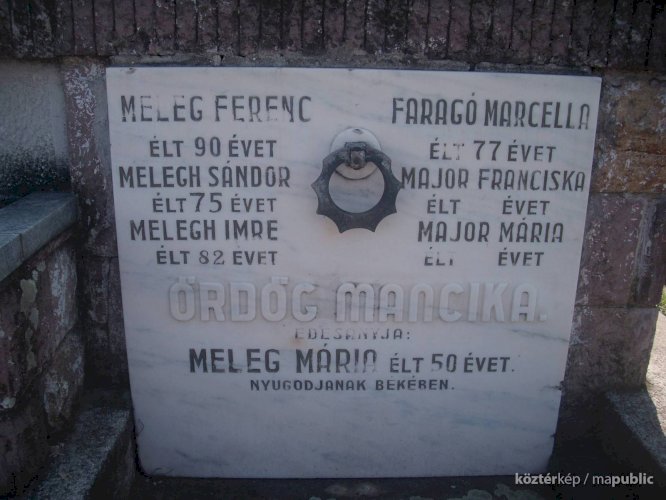 MELEG FERENC
ÉLT 90 ÉVET
MELEGH SÁNDOR
ÉLT 75 ÉVET
MELEGH IMRE
ÉLT 82 ÉVET
FARAGÓ MARCELLA
ÉLT 77 ÉVET
MAJOR FRANCISKA
ÉLT ÉVET
MAJOR MÁRIA
ÉLT ÉVET
ÖRDÖG MANCIKA.
ÉDESANYJA:
MELEG MÁRIA ÉLT 50 ÉVET.
NYUGODJANAK BÉKÉBEN.
köztérkép / mapublic